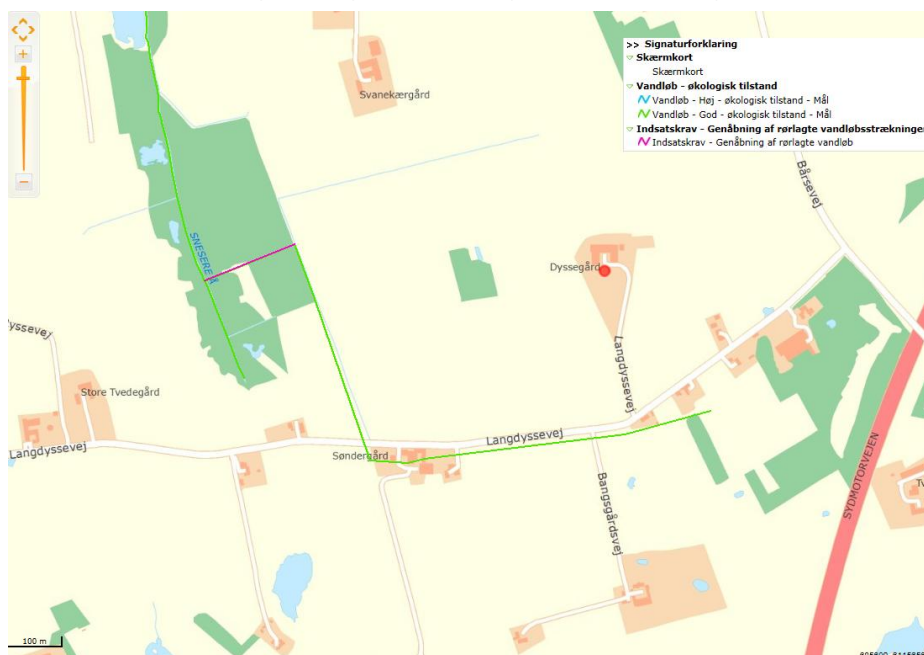 >> Signaturforklaring
Skærmkort
Skærmkort
Vandløb - økologisk tilstand
Vandløb - Høj - økologisk tilstand - Mål
Vandløb - God - økologisk tilstand - Mål
Indsatskrav - Genåbning af rørlagte vandløbsstrækninger
Indsatskrav - Genåbning af rørlagte vandløb
Svanekærgård
Bårsevej
SNESERE Å
Dyssegård
yssevej
Langdyssevej
Store Tvedegård
Langdyssevej
Langdyssevej
Søndergård
SYDMOTORVEJEN
Bangsgårdsvej
Tv
100 m